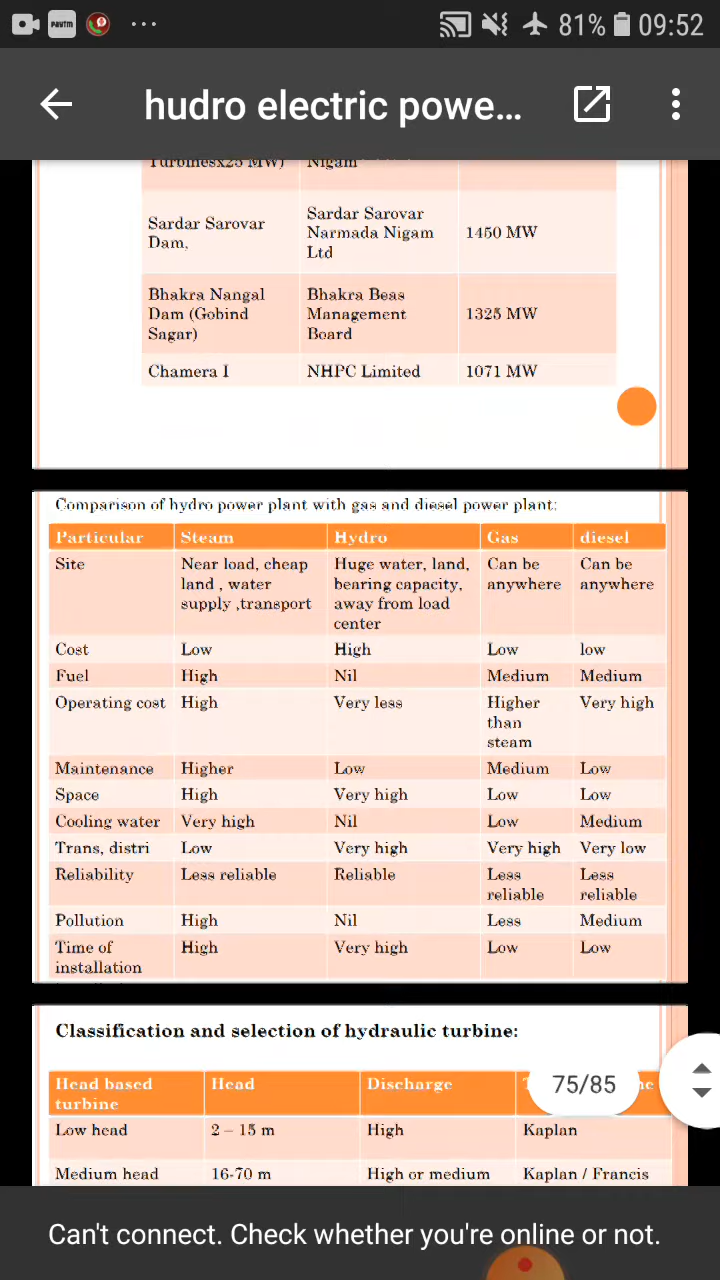 Paytm
81% 09:52
hudro electric powe...
Turbinesx25 MW) Nigam
Sardar Sarovar
Dam,
Sardar Sarovar
Narmada Nigam
Ltd
1450 MW
Bhakra Nangal
Dam (Gobind
Sagar)
Bhakra Beas
Management
Board
1325 MW
Chamera I NHPC Limited 1071 MW
Comparison of hydro power plant with gas and diesel power plant:
Particular Steam Hydro Gas diesel
Site
Near load, cheap
land , water
supply ,transport
Huge water, land,
bearing capacity,
away from load
center
Can be
anywhere
Can be
anywhere
Cost Low High Low low
Fuel High Nil Medium Medium
Operating cost High Very less
Higher
than
steam
Very high
Maintenance Higher Low Medium Low
Space High Very high Low Low
Cooling water Very high Nil Low Medium
Trans, distri Low Very high Very high Very low
Reliability Less reliable Reliable
Less
reliable
Less
reliable
Pollution High Nil Less Medium
Time of
installation
High Very high Low Low
Classification and selection of hydraulic turbine:
Head based
turbine
Head Discharge
75/85
Low head 2 – 15 m High Kaplan
Medium head 16-70 m High or medium Kaplan / Francis
Can't connect. Check whether you're online or not.